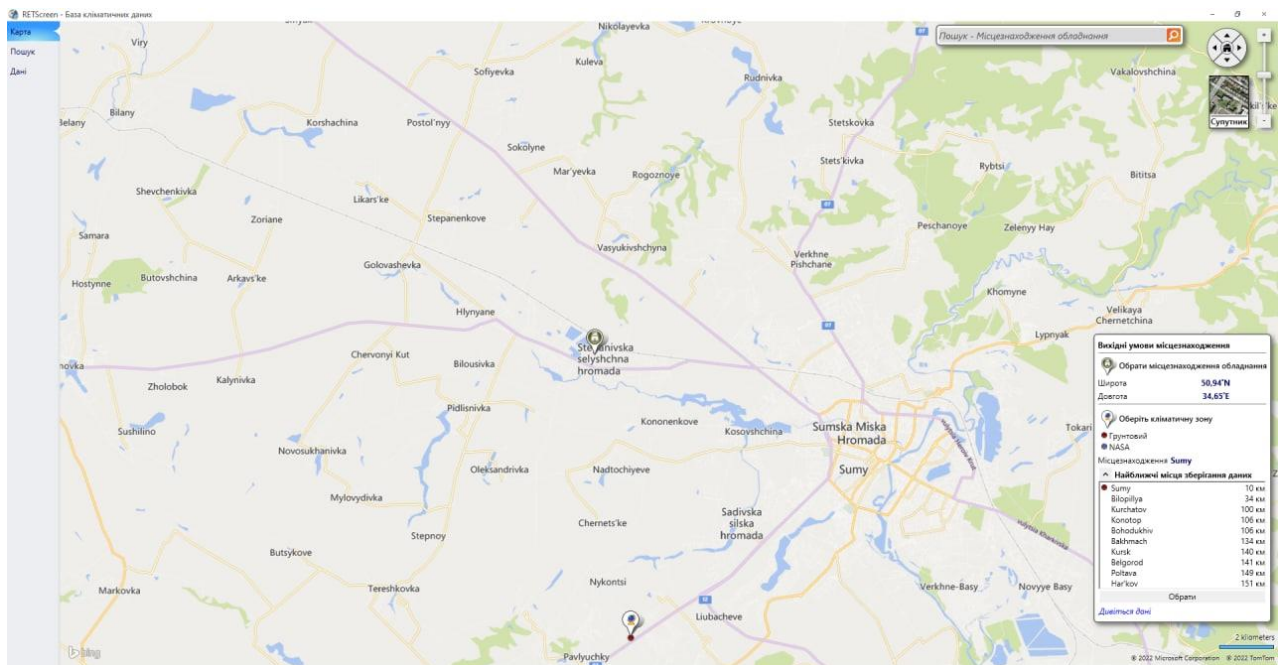 RETScreen - База кліматичних даних
Карта
Пошук
Дані
Пошук - Місцезнаходження обладнання
Супутник
Nikolayevka
Viry
Kuleva
Sofiyevka
Rudnivka
Vakalovshchina
Bilany
Belany
Korshachina
Postol'nyy
Stetskovka
Sokolyne
Stets'kivka
Mar'yevka
Rogoznoye
Rybtsi
Bititsa
Shevchenkivka
Likars'ke
Zoriane
Stepanenkove
Peschanoye
Zelenyy Hay
Samara
Vasyukivshchyna
Verkhne
Pishchane
Golovashevka
Butovshchina
Arkavs'ke
Hostynne
Khomyne
Hlynyane
Velikaya
Chernetchina
Lypnyak
Stepanivska
selyshchna
hromada
Chervonyi Kut
Bilousivka
Zholobok
Kalynivka
Pidlisnivka
Kononenkove
Kosovshchina
Sumska Miska
Hromada
Sushilino
Tokari
Novosukhanivka
Oleksandrivka
Nadtochiyeve
Sumy
Mylovydivka
Sadivska
silska
hromada
Chernets'ke
Stepnoy
vulytsia Kharkivska
Butsykove
Nykontsi
Markovka
Tereshkovka
Verkhne-Basy
Novyye Basy
Liubacheve
Pavlyuchky
bing
Вихідні умови місцезнаходження
Обрати місцезнаходження обладнання
Широта 50,94˚N
Довгота 34,65˚E
Оберіть кліматичну зону
Грунтовий
NASA
Місцезнаходження Sumy
Найближчі місця зберігання даних
Sumy 10 км
Bilopillya 34 км
Kurchatov 100 км
Konotop 106 км
Bohodukhiv 106 км
Bakhmach 134 км
Kursk 140 км
Belgorod 141 км
Poltava 149 км
Har'kov 151 км
Обрати
Дивіться дані
2 kilometers
© 2022 Microsoft Corporation © 2022 TomTom